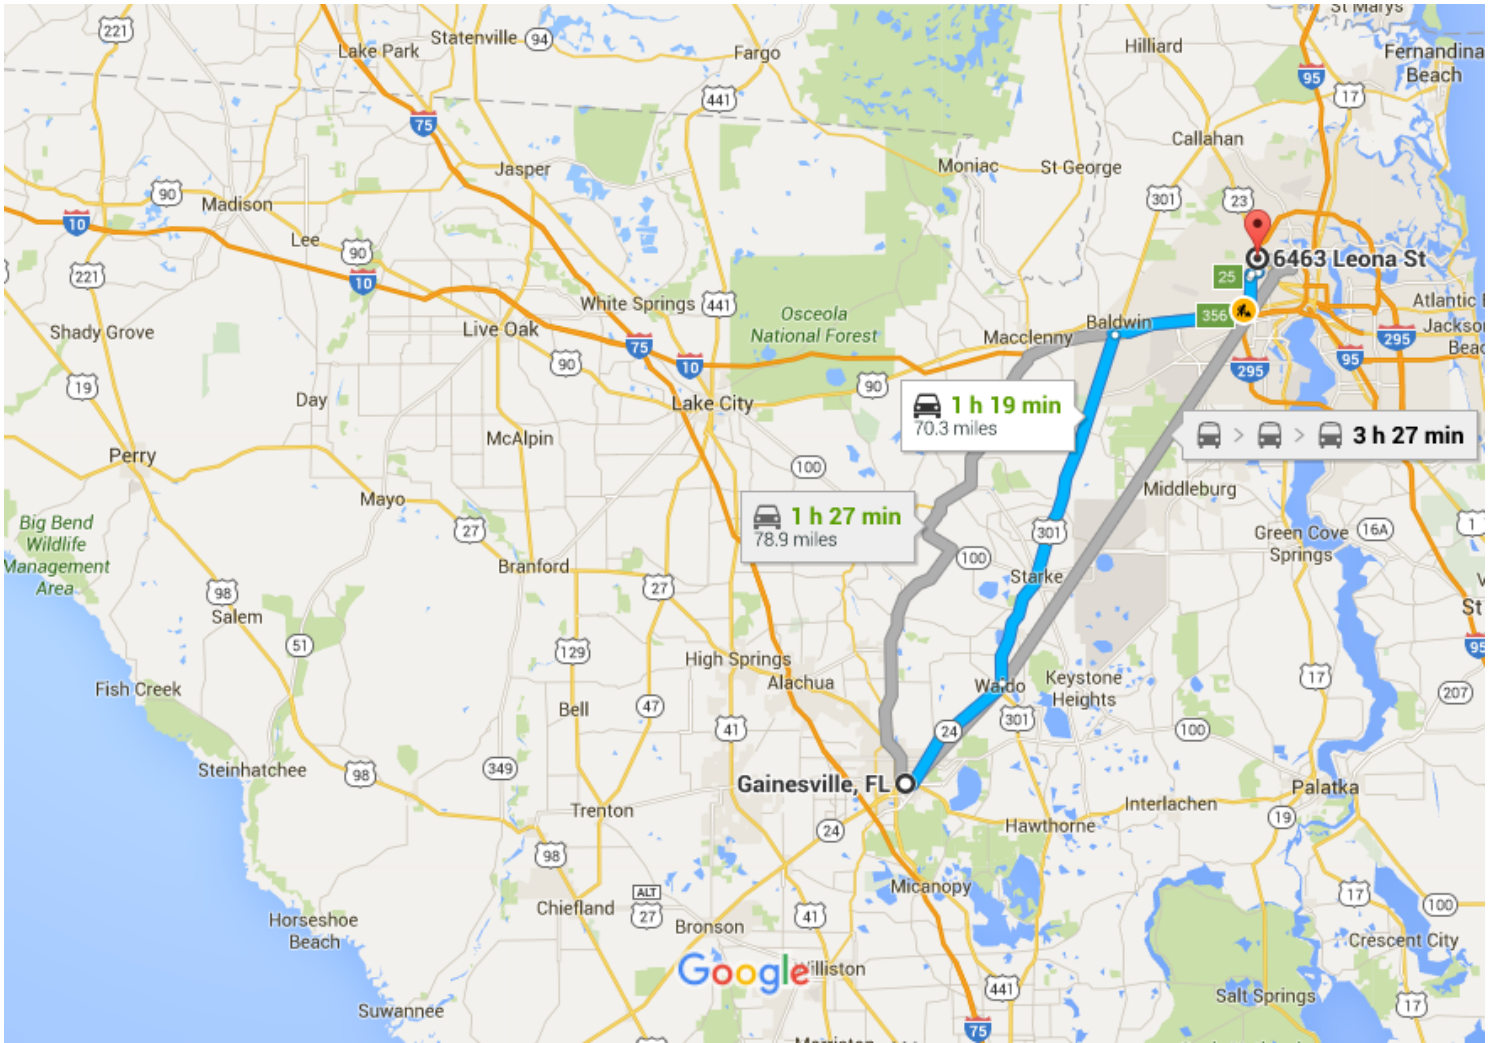 St Marys
221
Statenville 94
Lake Park
Fargo
Hilliard
Fernandina
Beach
95
17
441
75
Callahan
Jasper
Moniac
St George
90
Madison
301
23
10
Lee
90
221
10
6463 Leona St
25
White Springs
441
Osceola
National Forest
356
Atlantic
Baldwin
Shady Grove
Live Oak
Macclenny
75
10
90
90
295
95
295
19
Day
Lake City
1 h 19 min
70.3 miles
3 h 27 min
McAlpin
Perry
100
Mayo
Middleburg
1 h 27 min
78.9 miles
Big Bend
Wildlife
Management
Area
27
301
Green Cove
Springs
16A
1
100
Branford
Starke
27
98
Salem
St
51
129
95
High Springs
Alachua
Waldo
Keystone
Heights
17
Fish Creek
207
47
Bell
41
301
24
100
Steinhatchee
98
349
Gainesville, FL
Palatka
Trenton
Interlachen
24
Hawthorne
19
98
Micanopy
ALT
27
17
100
Chiefland
41
Horseshoe
Beach
Bronson
Crescent City
Google
Williston
441
Salt Springs
17
Suwannee
75